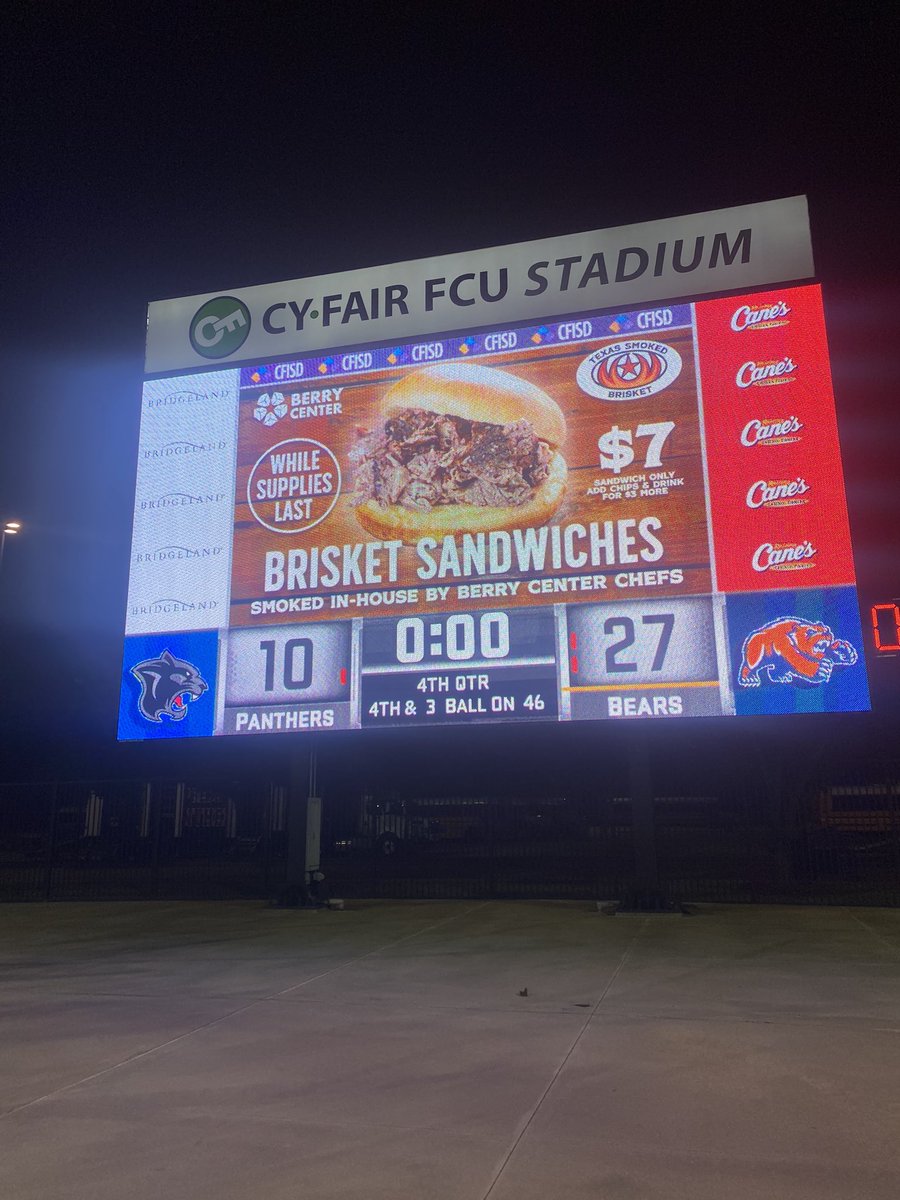 CF
CY•FAIR FCU STADIUM
CFISD CFISD CFISD CFISD CFISD CFISD
BRIDGELAND
BRIDGELAND
BRIDGELAND
BRIDGELAND
BRIDGELAND
BERRY
CENTER
WHILE
SUPPLIES
LAST
TEXAS SMOKED
BRISKET
$7
SANDWICH ONLY
ADD CHIPS & DRINK
FOR $3 MORE
BRISKET SANDWICHES
SMOKED IN-HOUSE BY BERRY CENTER CHEFS
Cane's
Cane's
Cane's
Cane's
Cane's
10
PANTHERS
0:00
4TH QTR
4TH & 3 BALL ON 46
27
BEARS
0